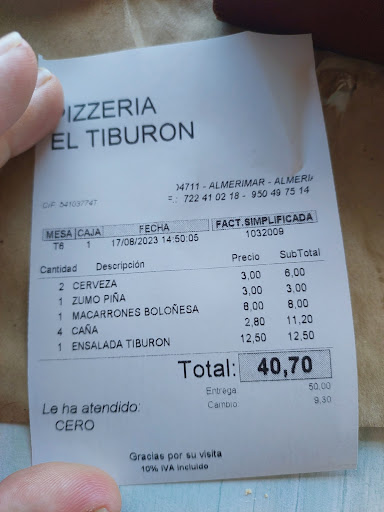 PIZZERIA
EL TIBURON
04711 - ALMERIMAR - ALMERI
722 41 02 18 - 950 49 75 14
CIF: 54103774T
MESA CAJA FECHA FACT.SIMPLIFICADA
T6 1 17/08/2023 14:50:05 1032009
Cantidad Descripción Precio SubTotal
2 CERVEZA 3,00 6,00
1 ZUMO PIÑA 3,00 3,00
1 MACARRONES BOLOÑESA 8,00 8,00
4 CAÑA 2,80 11,20
1 ENSALADA TIBURON 12,50 12,50
Total: 40,70
Entrega 50,00
Cambio 9,30
Le ha atendido:
CERO
Gracias por su visita
10% IVA incluido